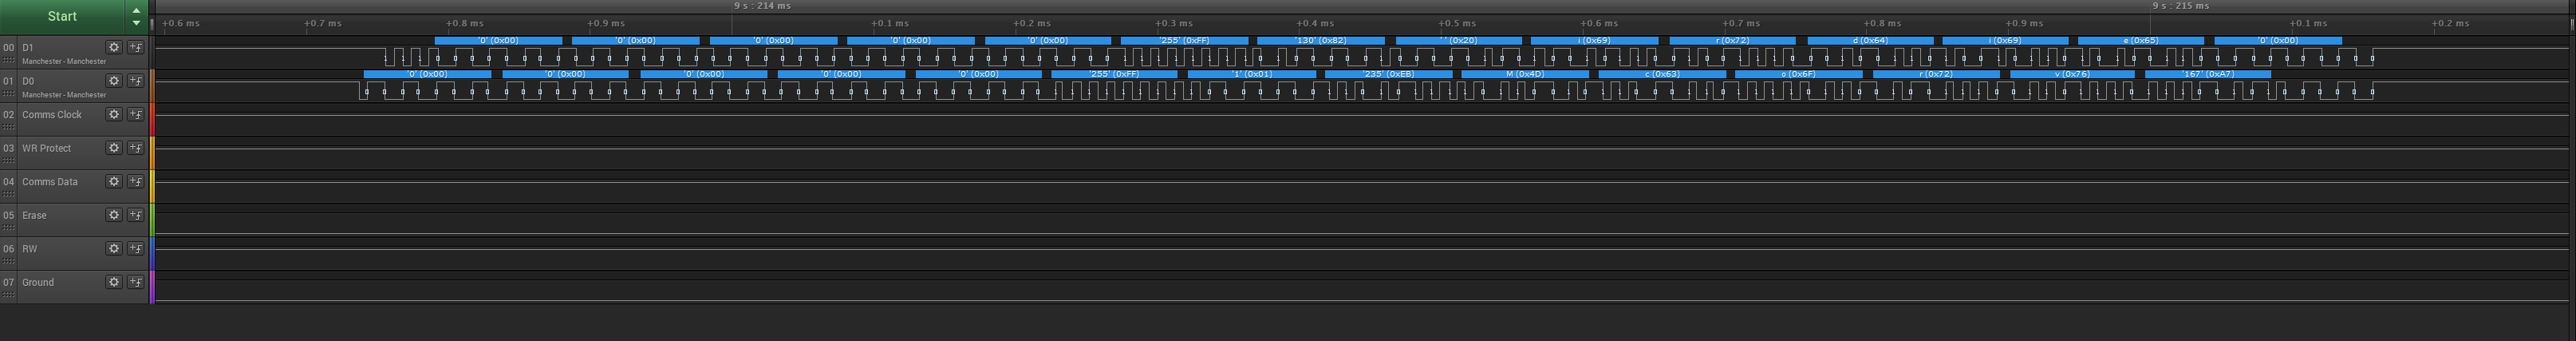 Start
9 s : 214 ms
9 s : 215 ms
+0.6 ms +0.7 ms +0.8 ms +0.9 ms +0.1 ms +0.2 ms +0.3 ms +0.4 ms +0.5 ms +0.6 ms +0.7 ms +0.8 ms +0.9 ms +0.1 ms +0.2 ms
00 D1
Manchester - Manchester
'0' (0x00) '0' (0x00) '0' (0x00) '0' (0x00) '0' (0x00) '255' (0xFF) '130' (0x82) ' ' (0x20) i (0x69) r (0x72) d (0x64) i (0x69) e (0x65) '0' (0x00)
01 D0
Manchester - Manchester
'0' (0x00) '0' (0x00) '0' (0x00) '0' (0x00) '0' (0x00) '255' (0xFF) '1' (0x01) '235' (0xEB) M (0x4D) c (0x63) o (0x6F) r (0x72) v (0x76) '167' (0xA7)
02 Comms Clock
03 WR Protect
04 Comms Data
05 Erase
06 RW
07 Ground